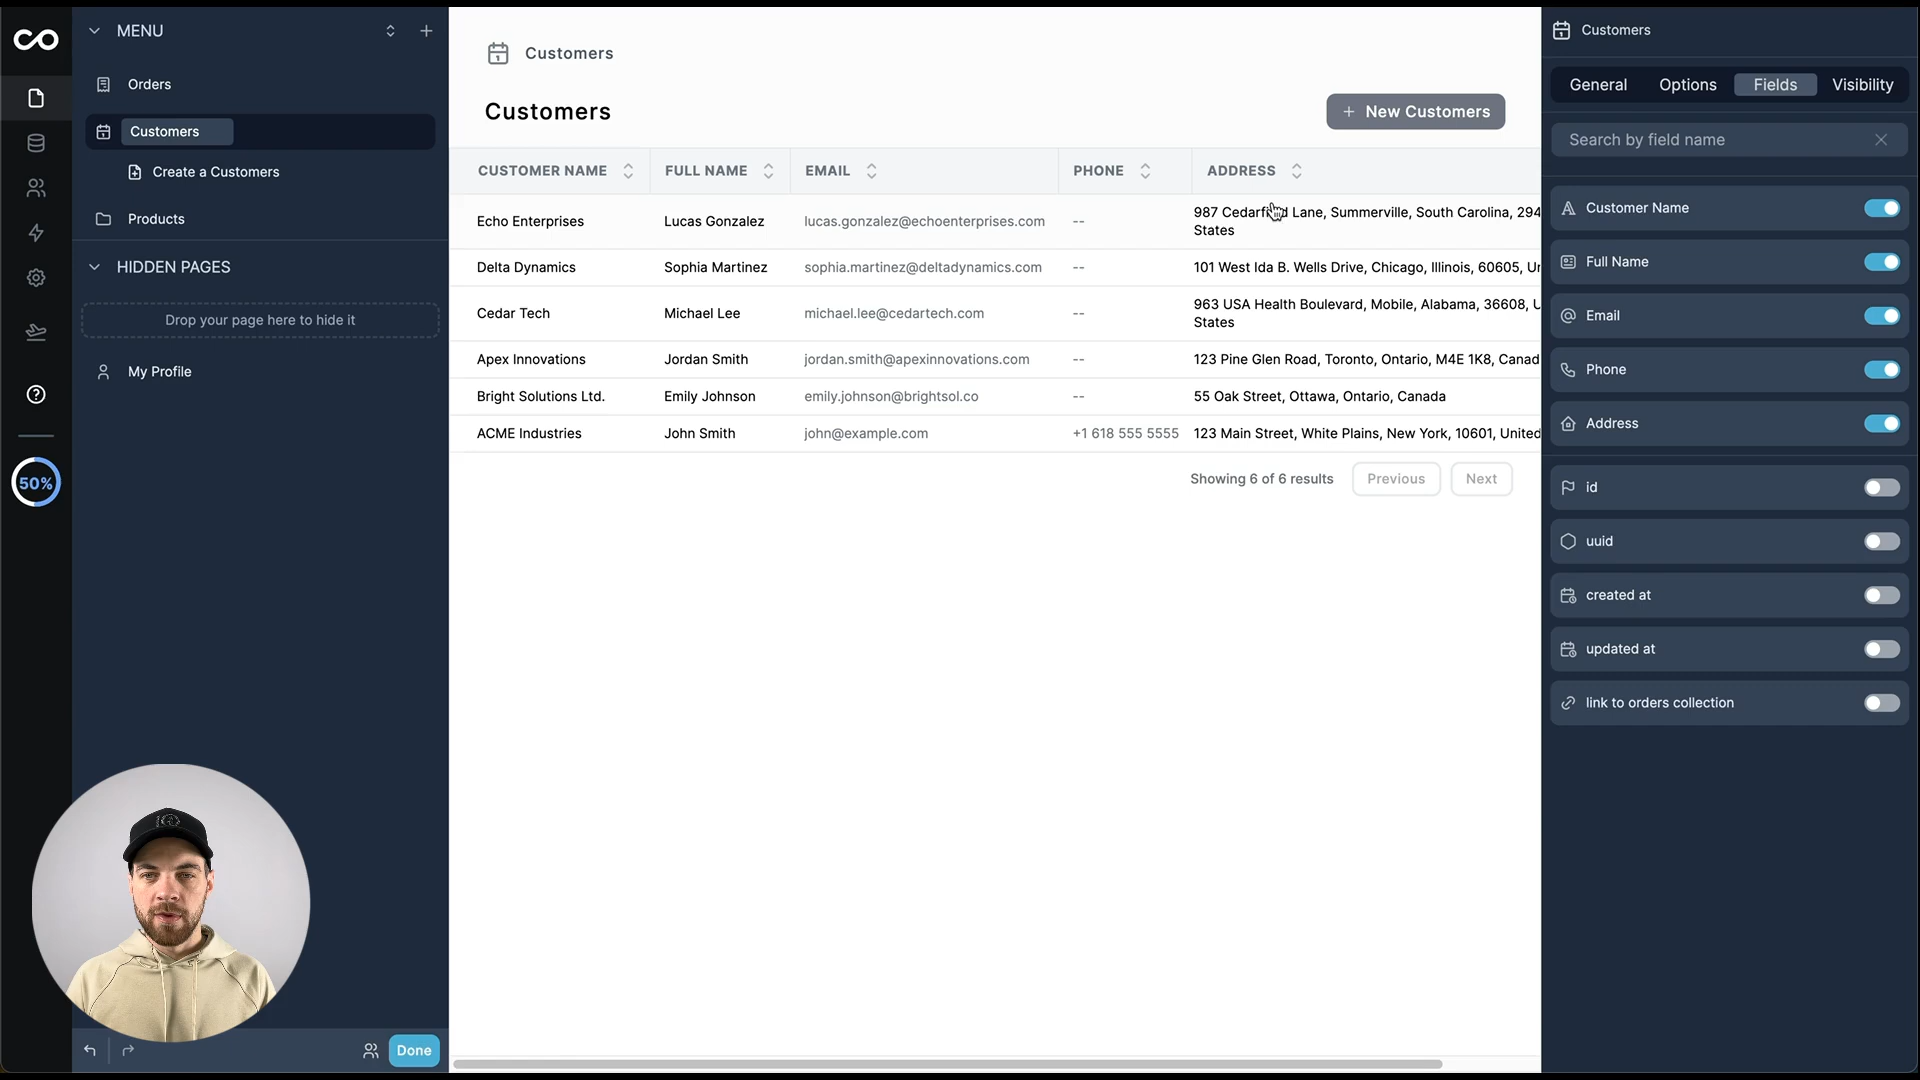 MENU
Orders
Customers
Create a Customers
Products
HIDDEN PAGES
Drop your page here to hide it
My Profile
50%
Done
Customers
Customers
+ New Customers
CUSTOMER NAME FULL NAME EMAIL PHONE ADDRESS
Echo Enterprises Lucas Gonzalez lucas.gonzalez@echoenterprises.com -- 987 Cedarfield Lane, Summerville, South Carolina, 294
States
Delta Dynamics Sophia Martinez sophia.martinez@deltadynamics.com -- 101 West Ida B. Wells Drive, Chicago, Illinois, 60605, Un
Cedar Tech Michael Lee michael.lee@cedartech.com -- 963 USA Health Boulevard, Mobile, Alabama, 36608, U
States
Apex Innovations Jordan Smith jordan.smith@apexinnovations.com -- 123 Pine Glen Road, Toronto, Ontario, M4E 1K8, Canad
Bright Solutions Ltd. Emily Johnson emily.johnson@brightsol.co -- 55 Oak Street, Ottawa, Ontario, Canada
ACME Industries John Smith john@example.com +1 618 555 5555 123 Main Street, White Plains, New York, 10601, United
Showing 6 of 6 results Previous Next
Customers
General Options Fields Visibility
Search by field name
Customer Name
Full Name
Email
Phone
Address
id
uuid
created at
updated at
link to orders collection